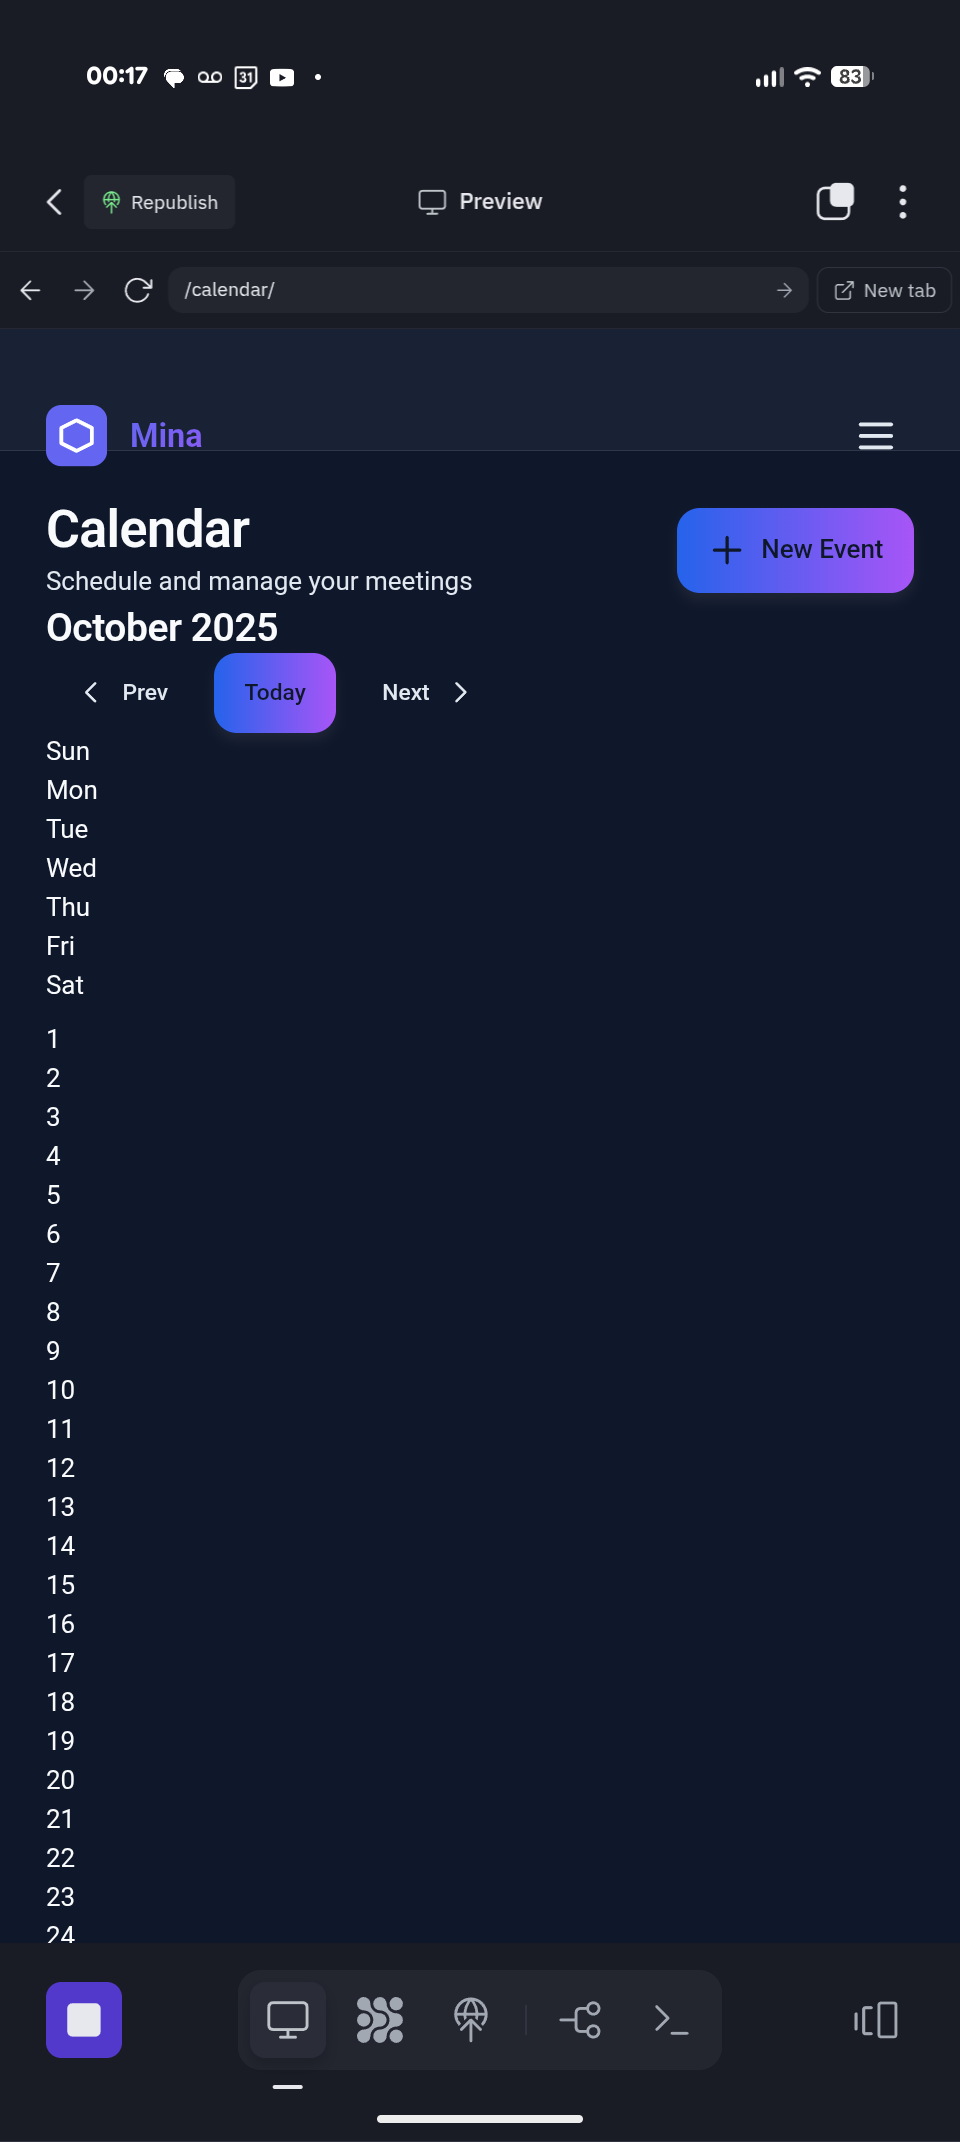 00:17
31
83
Republish
Preview
/calendar/
New tab
Mina
Calendar
New Event
Schedule and manage your meetings
October 2025
Prev
Today
Next
Sun
Mon
Tue
Wed
Thu
Fri
Sat
1
2
3
4
5
6
7
8
9
10
11
12
13
14
15
16
17
18
19
20
21
22
23
24